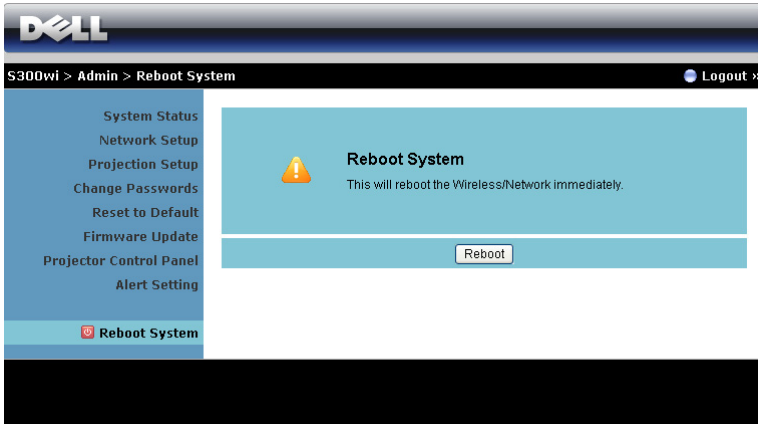 DELL
S300wi > Admin > Reboot System
Logout »
System Status
Network Setup
Projection Setup
Change Passwords
Reset to Default
Firmware Update
Projector Control Panel
Alert Setting
Reboot System
Reboot System
This will reboot the Wireless/Network immediately.
Reboot